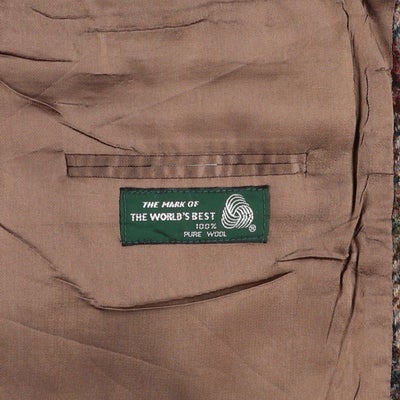 THE MARK OF
THE WORLD'S BEST
100%
PURE WOOL
®